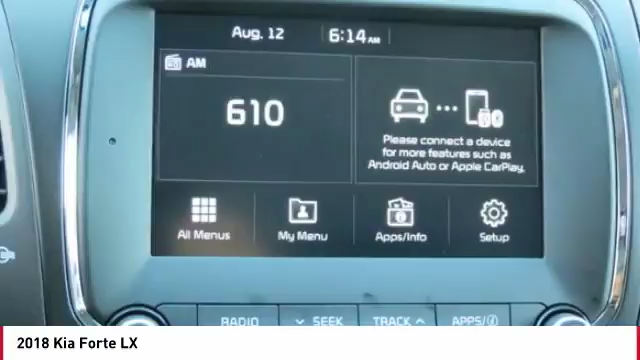 Aug. 12
6:14 AM
AM
610
Please connect a device
for more features such as
Android Auto or Apple CarPlay.
All Menus
My Menu
Apps/Info
Setup
RADIO
SEEK
TRACK
APPS/
2018 Kia Forte LX